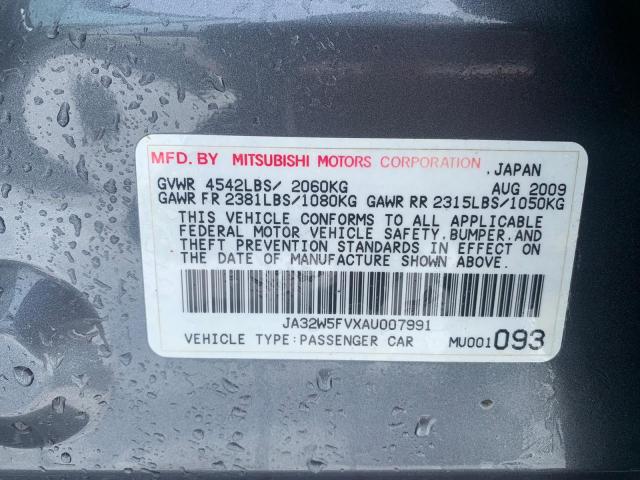 MFD. BY MITSUBISHI MOTORS CORPORATION ,JAPAN
GVWR 4542LBS/ 2060KG AUG 2009
GAWR FR 2381LBS/1080KG GAWR RR 2315LBS/1050KG
THIS VEHICLE CONFORMS TO ALL APPLICABLE
FEDERAL MOTOR VEHICLE SAFETY,BUMPER,AND
THEFT PREVENTION STANDARDS IN EFFECT ON
THE DATE OF MANUFACTURE SHOWN ABOVE.
JA32W5FVXAU007991
VEHICLE TYPE:PASSENGER CAR MU001 093